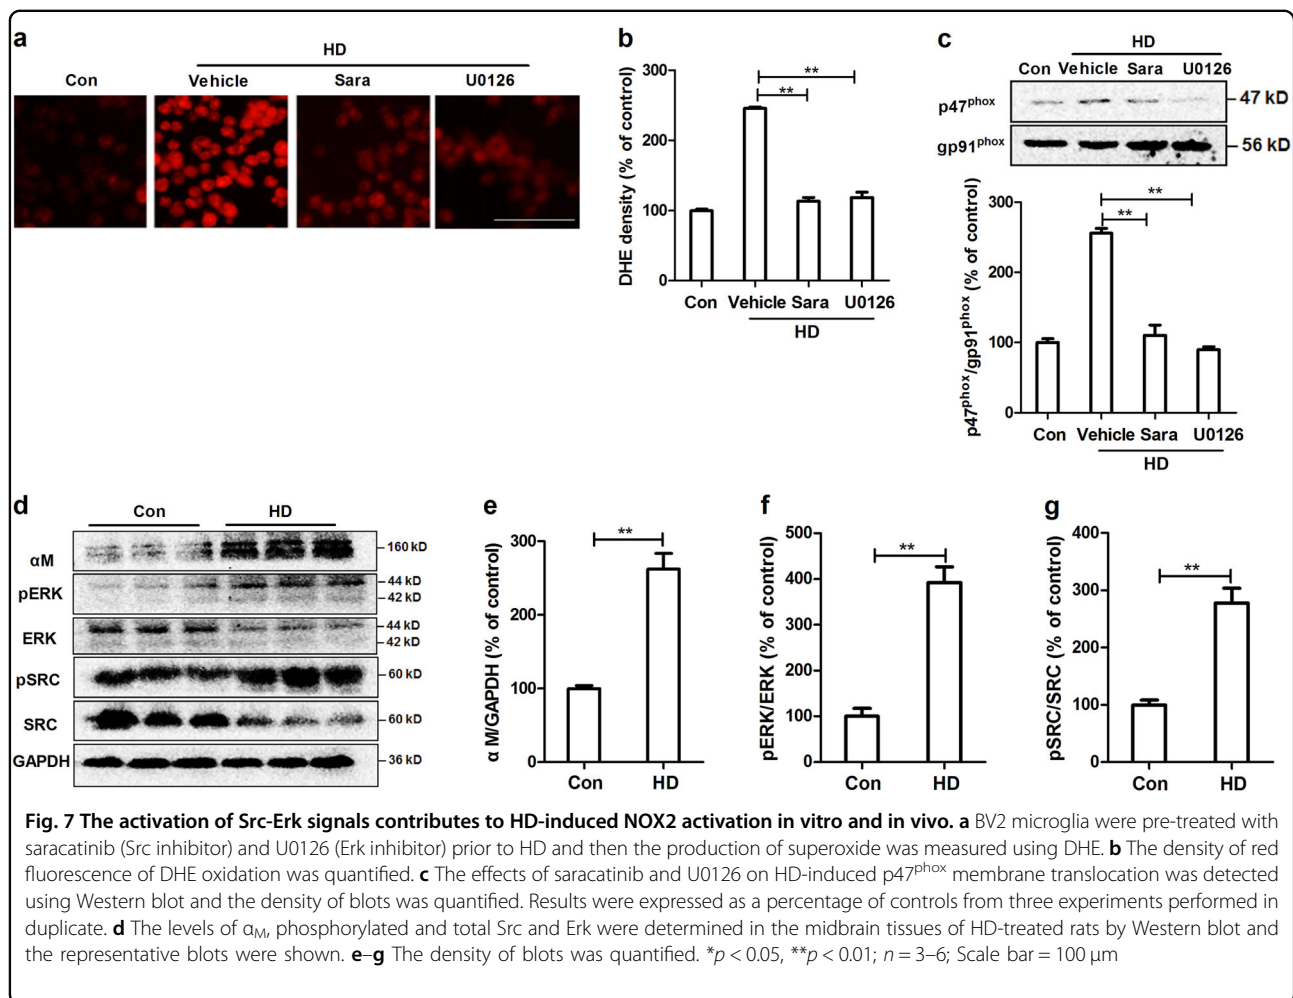 a
HD
Con Vehicle Sara U0126
b
DHE density (% of control)
300
200
100
0
** **
Con Vehicle Sara U0126
HD
c
HD
Con Vehicle Sara U0126
p47phox 47 kD
gp91phox 56 kD
p47phox/gp91phox (% of control)
300
200
100
0
** **
Con Vehicle Sara U0126
HD
d
Con HD
αM 160 kD
pERK 44 kD
42 kD
ERK 44 kD
42 kD
pSRC 60 kD
SRC 60 kD
GAPDH 36 kD
e
α M/GAPDH (% of control)
300
200
100
0
**
Con HD
f
pERK/ERK (% of control)
500
400
300
200
100
0
**
Con HD
g
pSRC/SRC (% of control)
400
300
200
100
0
**
Con HD
Fig. 7 The activation of Src-Erk signals contributes to HD-induced NOX2 activation in vitro and in vivo. a BV2 microglia were pre-treated with
saracatinib (Src inhibitor) and U0126 (Erk inhibitor) prior to HD and then the production of superoxide was measured using DHE. b The density of red
fluorescence of DHE oxidation was quantified. c The effects of saracatinib and U0126 on HD-induced p47phox membrane translocation was detected
using Western blot and the density of blots was quantified. Results were expressed as a percentage of controls from three experiments performed in
duplicate. d The levels of αM, phosphorylated and total Src and Erk were determined in the midbrain tissues of HD-treated rats by Western blot and
the representative blots were shown. e–g The density of blots was quantified. *p < 0.05, **p < 0.01; n = 3–6; Scale bar = 100 μm